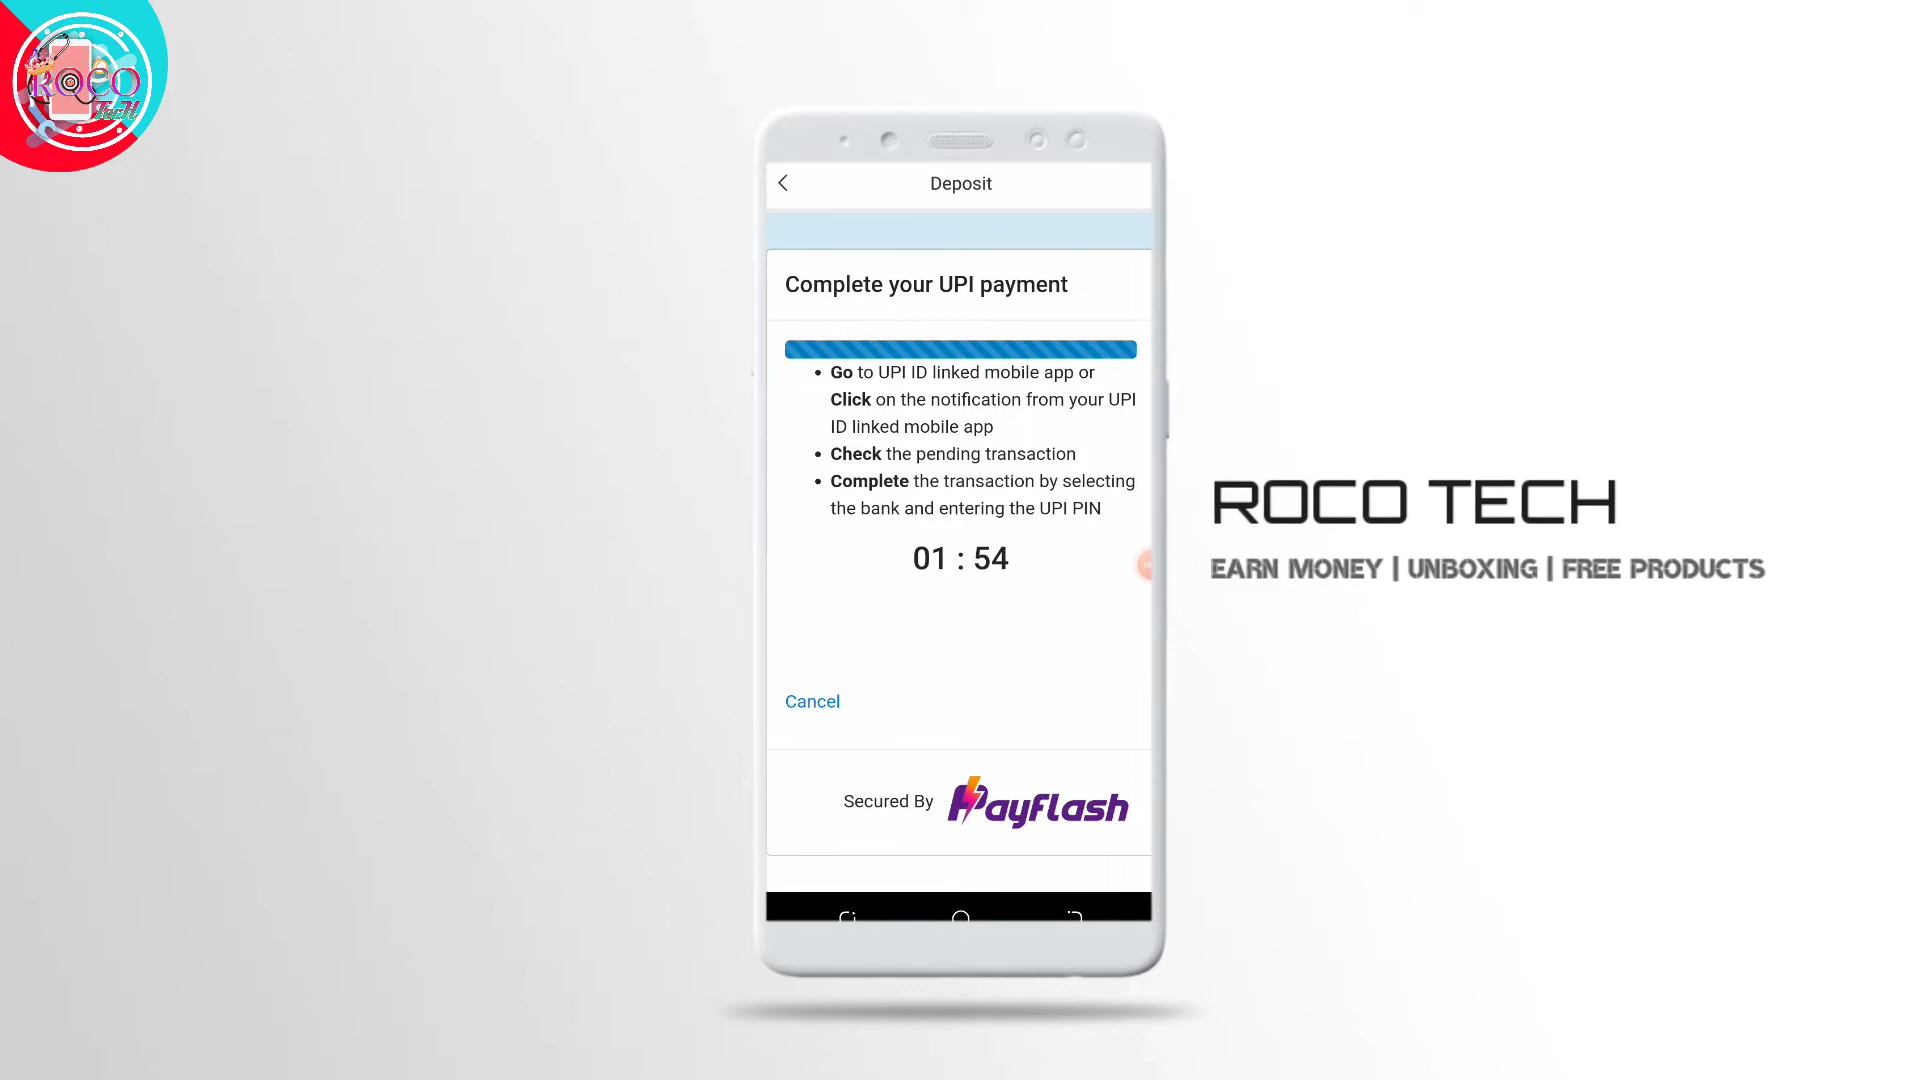 ROCO
TecH
Deposit
Complete your UPI payment
Go to UPI ID linked mobile app or
Click on the notification from your UPI
ID linked mobile app
Check the pending transaction
Complete the transaction by selecting
the bank and entering the UPI PIN
01 : 54
Cancel
Secured By PayFlash
ROCO TECH
EARN MONEY | UNBOXING | FREE PRODUCTS